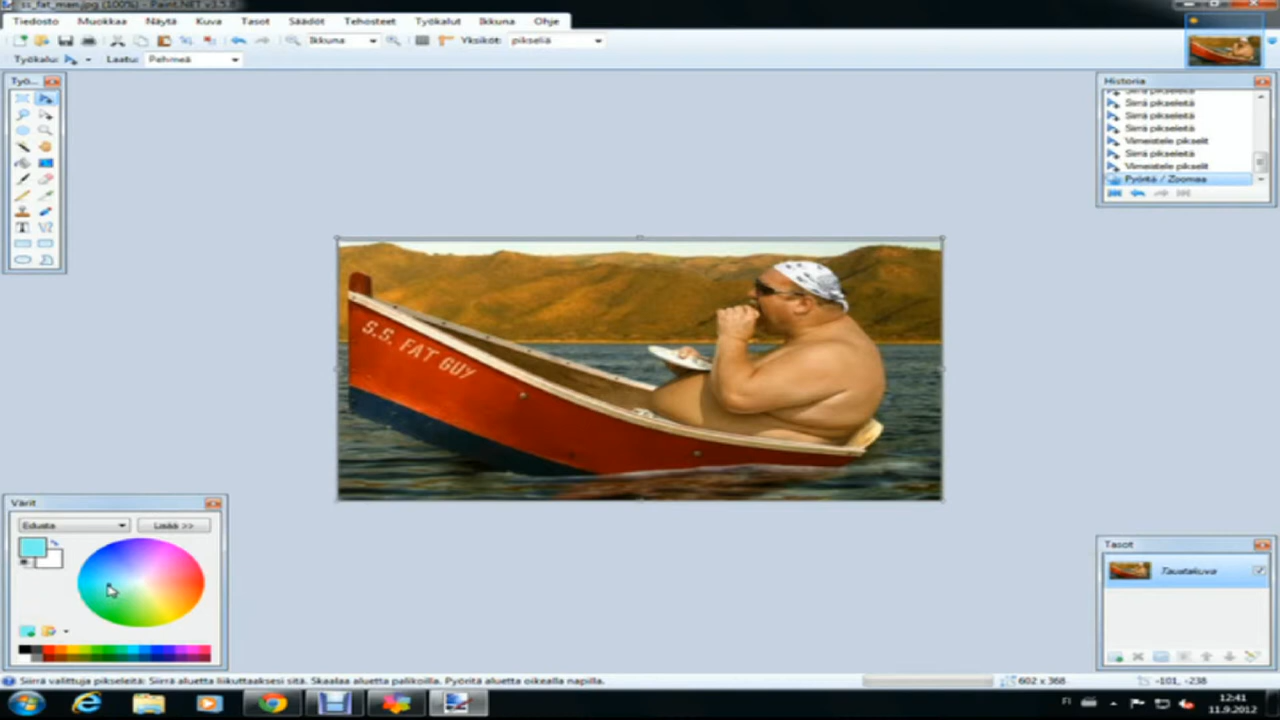 ss_fat_man.jpg (100%) - Paint.NET v3.5.8
Tiedosto Muokkaa Näytä Kuva Tasot Säädöt Tehosteet Työkalut Ikkuna Ohje
Ikkuna Yksiköt: pikseliä
Työkalu: Laatu: Pehmeä
Työ...
Historia
Siirrä pikseleitä
Siirrä pikseleitä
Siirrä pikseleitä
Siirrä pikseleitä
Viimeistele pikselit
Siirrä pikseleitä
Viimeistele pikselit
Pyöritä / Zoomaa
S.S. FAT GUY
Värit
Edusta Lisää >>
Tasot
Taustakuva
Siirrä valittuja pikseleitä: Siirrä aluetta liikuttaaksesi sitä. Skaalaa aluetta palikoilla. Pyöritä aluetta oikealla napilla.
602 x 368 -101, -238
FI 12:41
11.9.2012